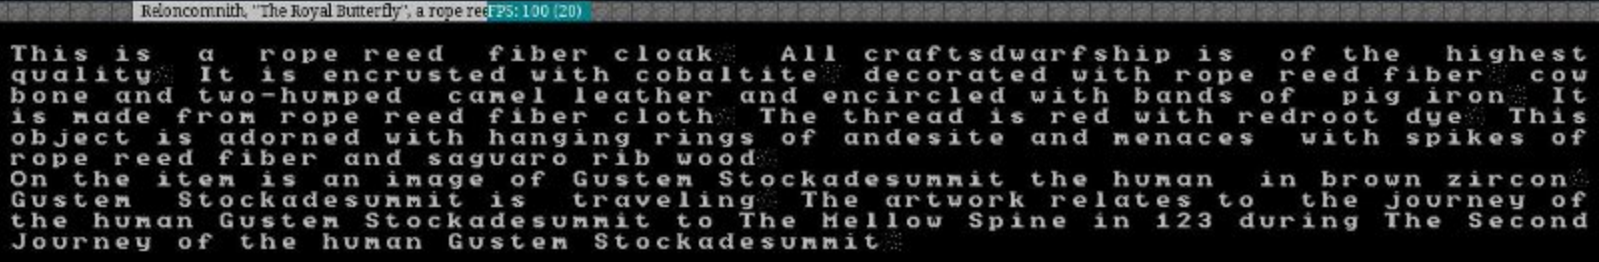 Reloncomnith, "The Royal Butterfly", a rope ree FPS: 100 (20)
This is a rope reed fiber cloak. All craftsdwarfship is of the highest
quality. It is encrusted with cobaltite, decorated with rope reed fiber, cow
bone and two-humped camel leather and encircled with bands of pig iron. It
is made from rope reed fiber cloth. The thread is red with redroot dye. This
object is adorned with hanging rings of andesite and menaces with spikes of
rope reed fiber and saguaro rib wood.
On the item is an image of Gustem Stockadesummit the human in brown zircon.
Gustem Stockadesummit is traveling. The artwork relates to the journey of
the human Gustem Stockadesummit to The Mellow Spine in 123 during The Second
Journey of the human Gustem Stockadesummit.